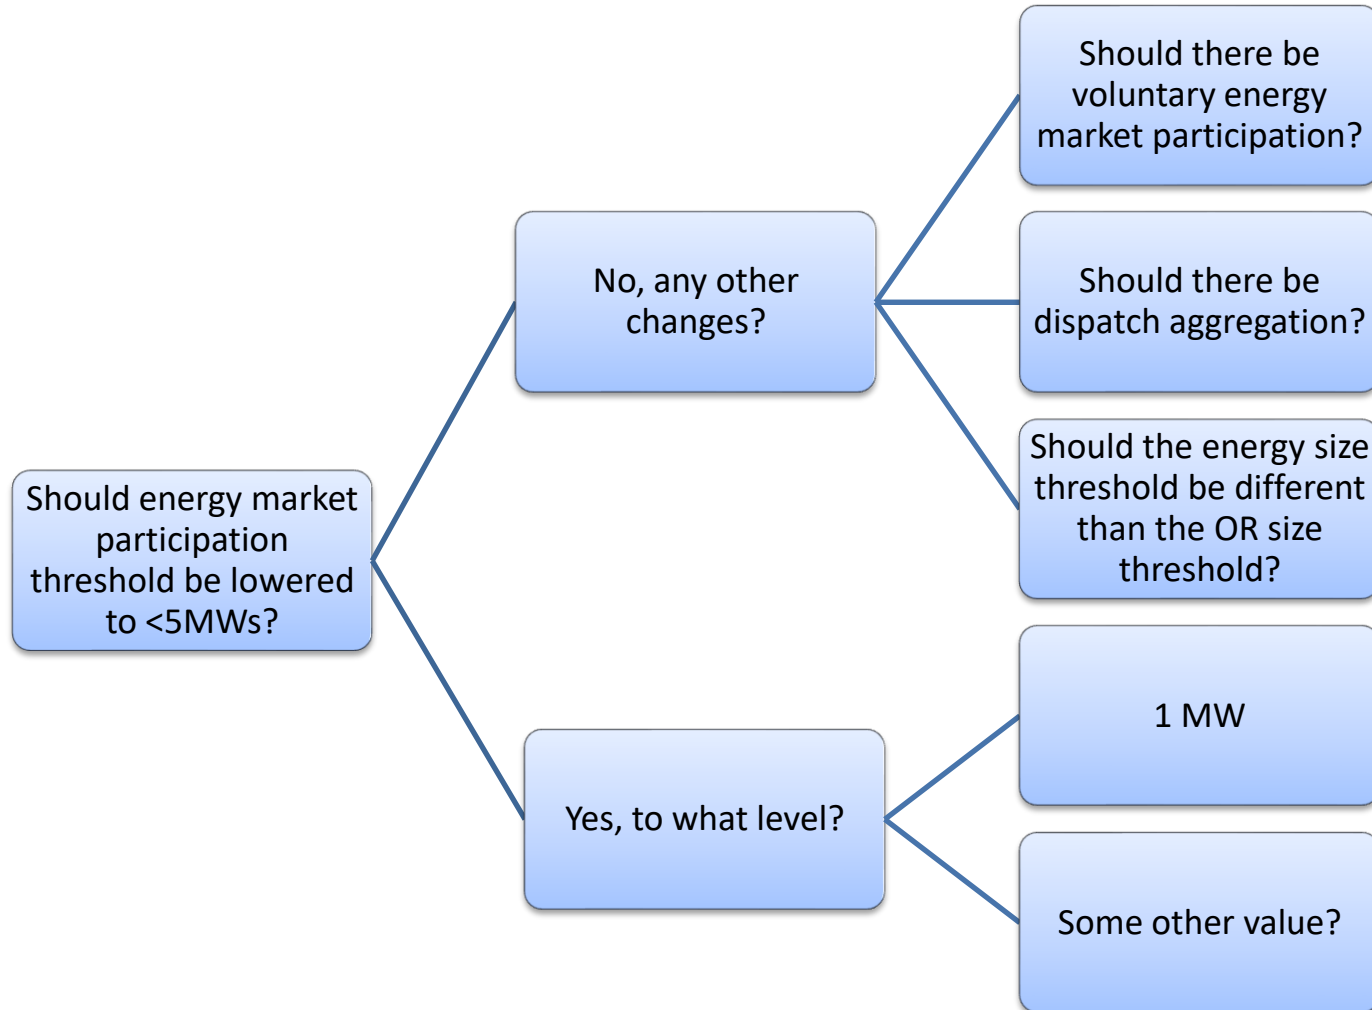 Should energy market
participation
threshold be lowered
to <5MWs?
No, any other
changes?
Should there be
voluntary energy
market participation?
Should there be
dispatch aggregation?
Should the energy size
threshold be different
than the OR size
threshold?
Yes, to what level?
1 MW
Some other value?